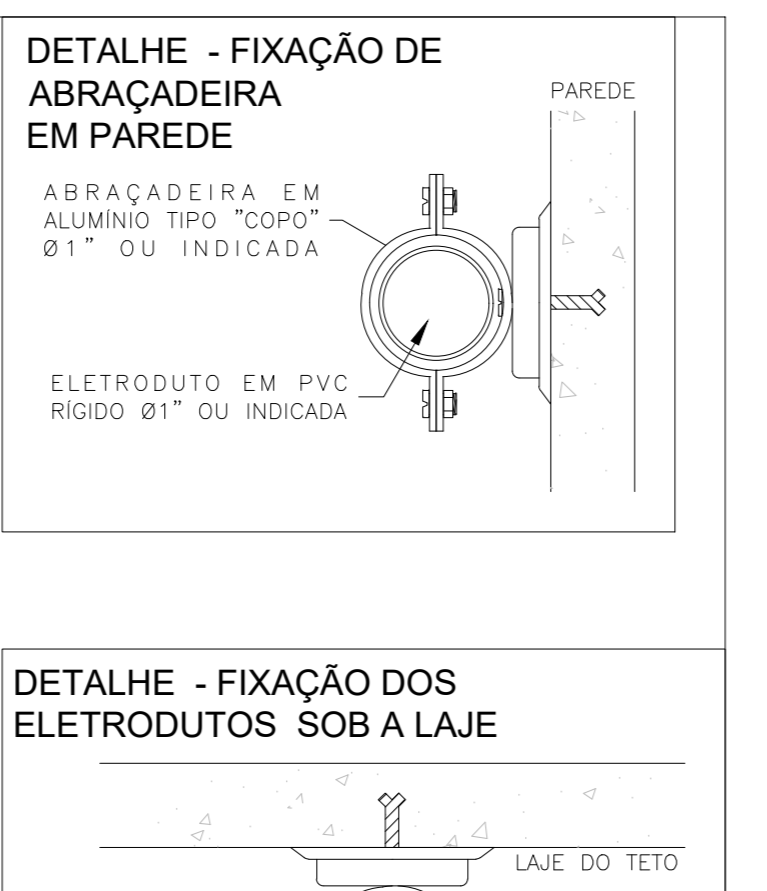 DETALHE - FIXAÇÃO DE
ABRAÇADEIRA
EM PAREDE
PAREDE
ABRAÇADEIRA EM
ALUMÍNIO TIPO "COPO"
Ø1" OU INDICADA
ELETRODUTO EM PVC
RÍGIDO Ø1" OU INDICADA
DETALHE - FIXAÇÃO DOS
ELETRODUTOS SOB A LAJE
LAJE DO TETO